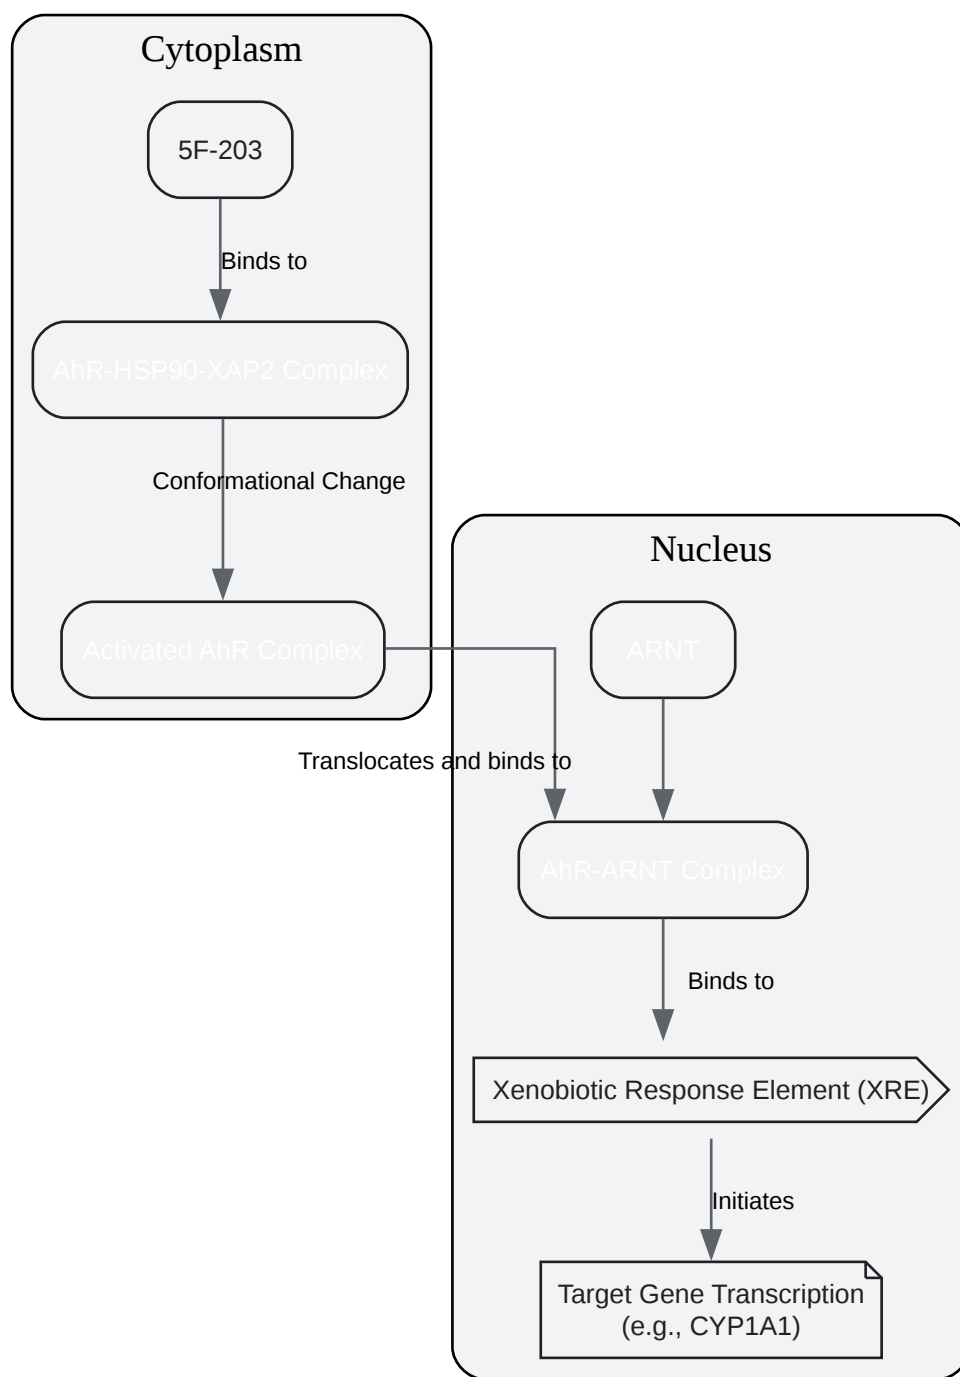 Cytoplasm
5F-203
Binds to
AhR-HSP90-XAP2 Complex
Conformational Change
Activated AhR Complex
Nucleus
ARNT
Translocates and binds to
AhR-ARNT Complex
Binds to
Xenobiotic Response Element (XRE)
Initiates
Target Gene Transcription
(e.g., CYP1A1)